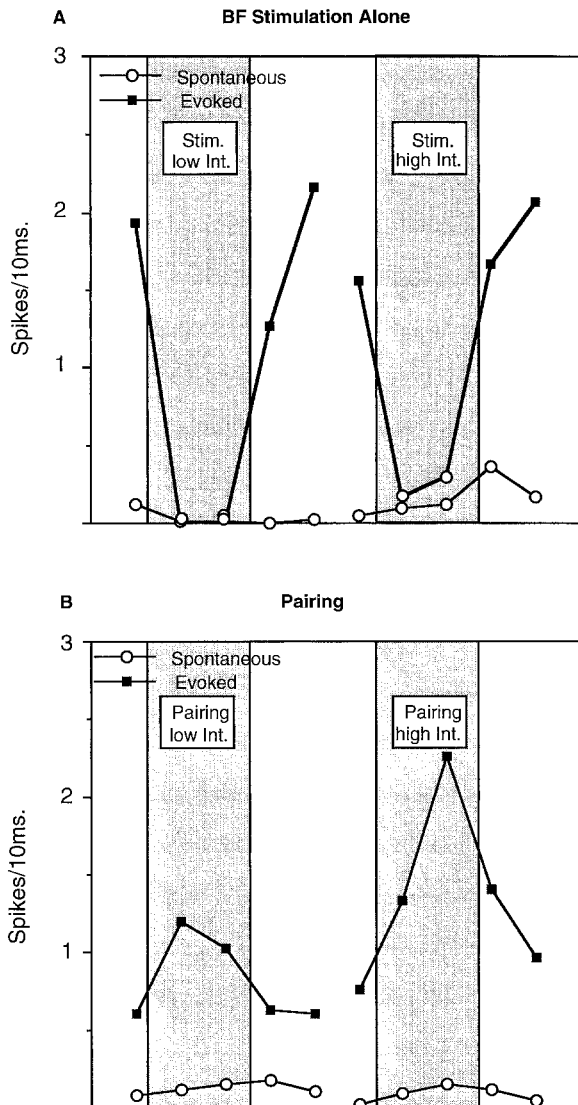 A
BF Stimulation Alone
3
Spontaneous
Evoked
Stim.
low Int.
Stim.
high Int.
2
1
Spikes/10ms.
B
Pairing
3
Spontaneous
Evoked
Pairing
low Int.
Pairing
high Int.
2
1
Spikes/10ms.